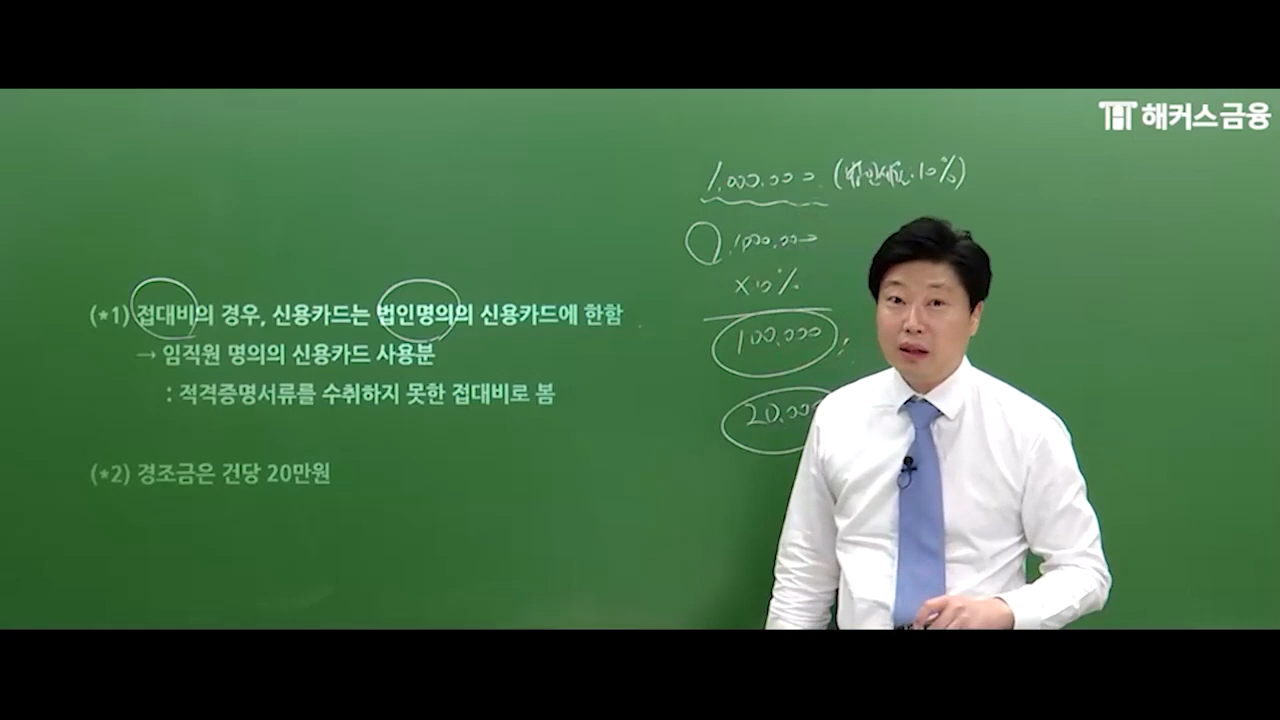 해커스금융
1,000,000 (법인세율 10%)
1,000,000
×10%
100,000
20,000
(*1) 접대비의 경우, 신용카드는 법인명의의 신용카드에 한함
→ 임직원 명의의 신용카드 사용분
: 적격증명서류를 수취하지 못한 접대비로 봄
(*2) 경조금은 건당 20만원